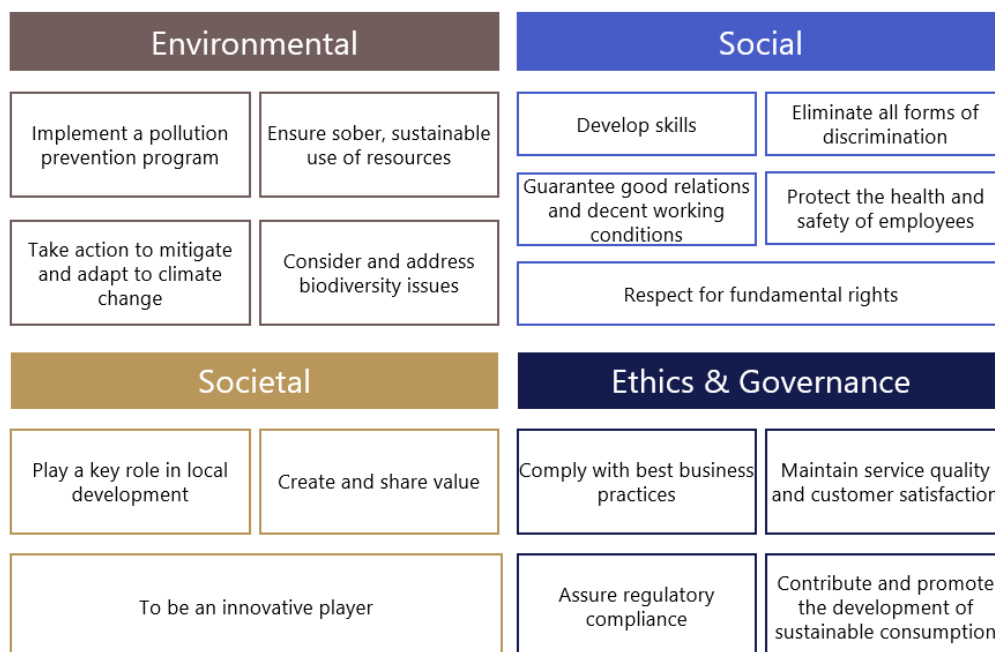 Environmental
Implement a pollution
prevention program
Ensure sober, sustainable
use of resources
Take action to mitigate
and adapt to climate
change
Consider and address
biodiversity issues
Social
Develop skills
Eliminate all forms of
discrimination
Guarantee good relations
and decent working
conditions
Protect the health and
safety of employees
Respect for fundamental rights
Societal
Play a key role in local
development
Create and share value
To be an innovative player
Ethics & Governance
Comply with best business
practices
Maintain service quality
and customer satisfaction
Assure regulatory
compliance
Contribute and promote
the development of
sustainable consumption